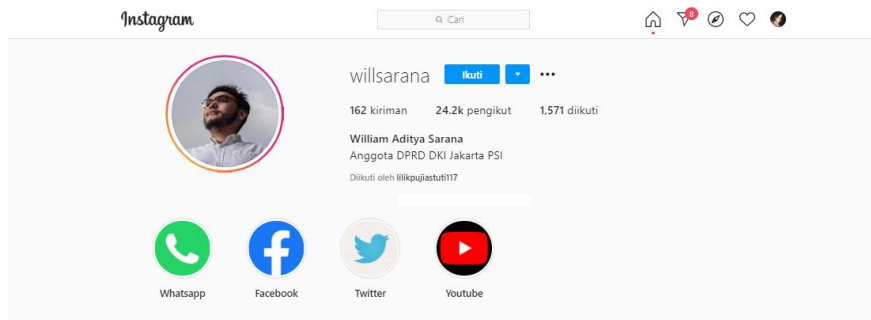 Instagram
Cari
8
willsarana Ikuti
162 kiriman 24.2k pengikut 1,571 diikuti
William Aditya Sarana
Anggota DPRD DKI Jakarta PSI
Diikuti oleh lilikpujiastuti117
Whatsapp Facebook Twitter Youtube